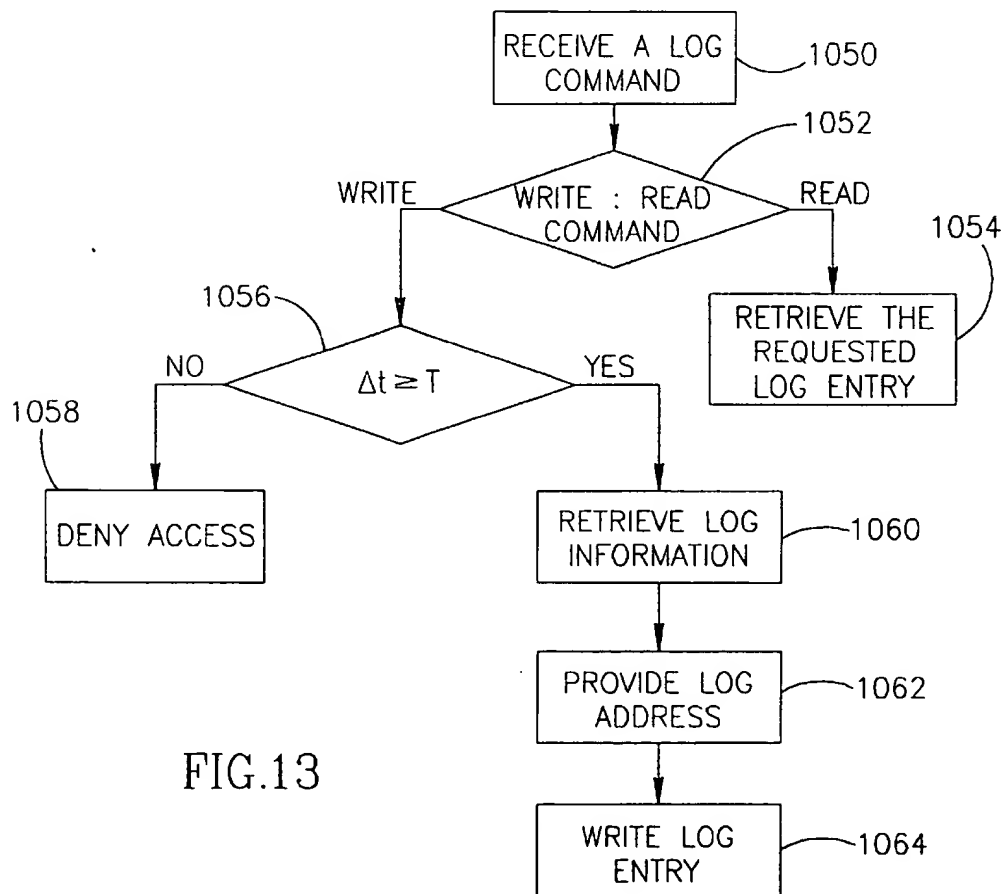 RECEIVE A LOG
COMMAND
1050
1052
WRITE
WRITE : READ
COMMAND
READ
1054
RETRIEVE THE
REQUESTED
LOG ENTRY
1056
NO
Δt ≥ T
YES
1058
DENY ACCESS
RETRIEVE LOG
INFORMATION
1060
PROVIDE LOG
ADDRESS
1062
FIG.13
WRITE LOG
ENTRY
1064